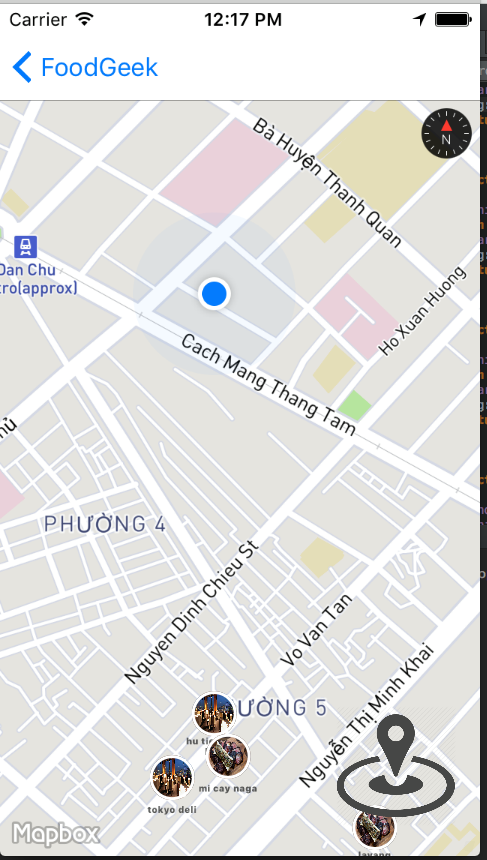 Carrier 12:17 PM
FoodGeek
Bà Huyện Thanh Quan
N
Dan Chu
tro(approx)
Ho Xuan Huong
Cach Mang Thang Tam
PHƯỜNG 4
Nguyen Dinh Chieu St
Vo Van Tan
Nguyễn Thị Minh Khai
ƯỜNG 5
hu ti
mi cay naga
tokyo deli
Mapbox